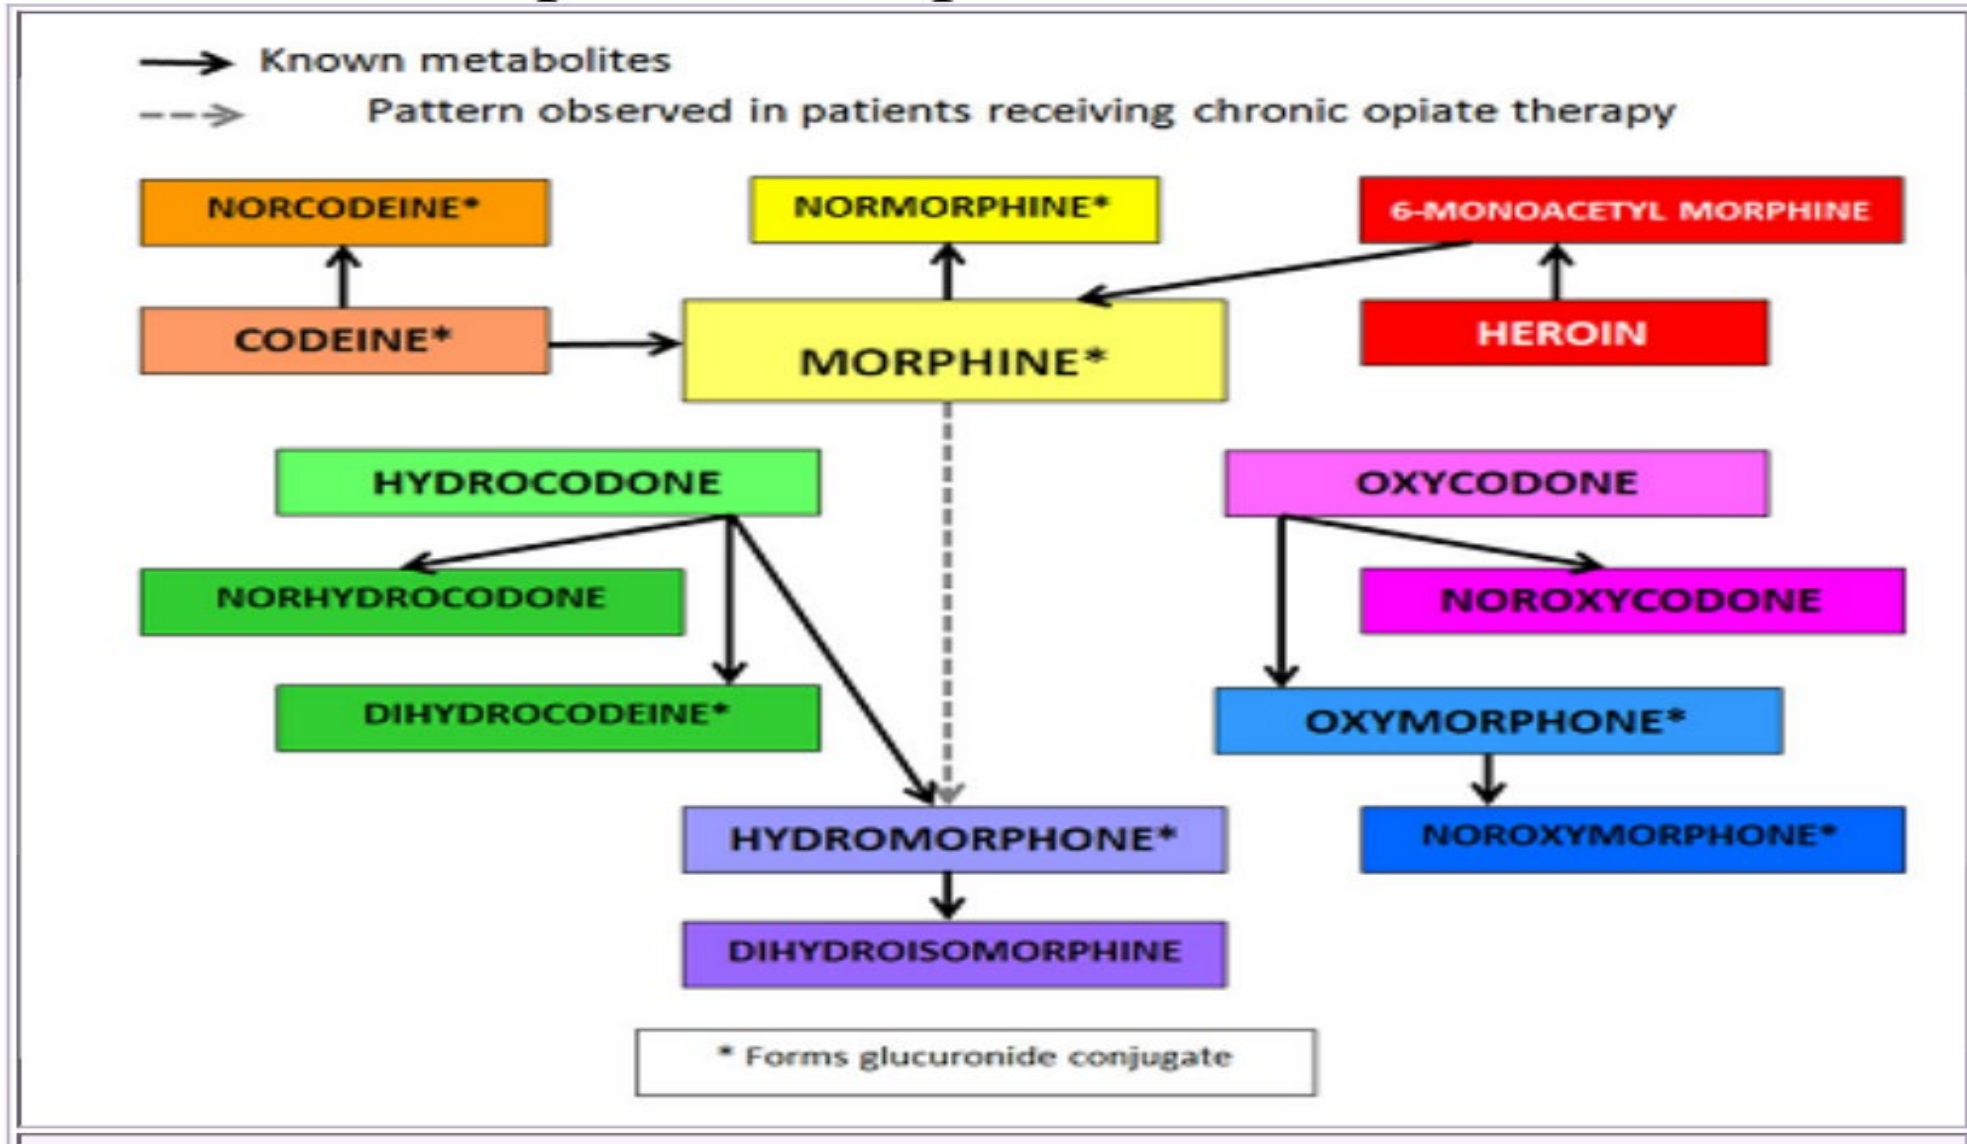 Known metabolites
Pattern observed in patients receiving chronic opiate therapy
NORCODEINE*
NORMORPHINE*
6-MONOACETYL MORPHINE
CODEINE*
MORPHINE*
HEROIN
HYDROCODONE
OXYCODONE
NORHYDROCODONE
NOROXYCODONE
DIHYDROCODEINE*
OXYMORPHONE*
HYDROMORPHONE*
NOROXYMORPHONE*
DIHYDROISOMORPHINE
* Forms glucuronide conjugate